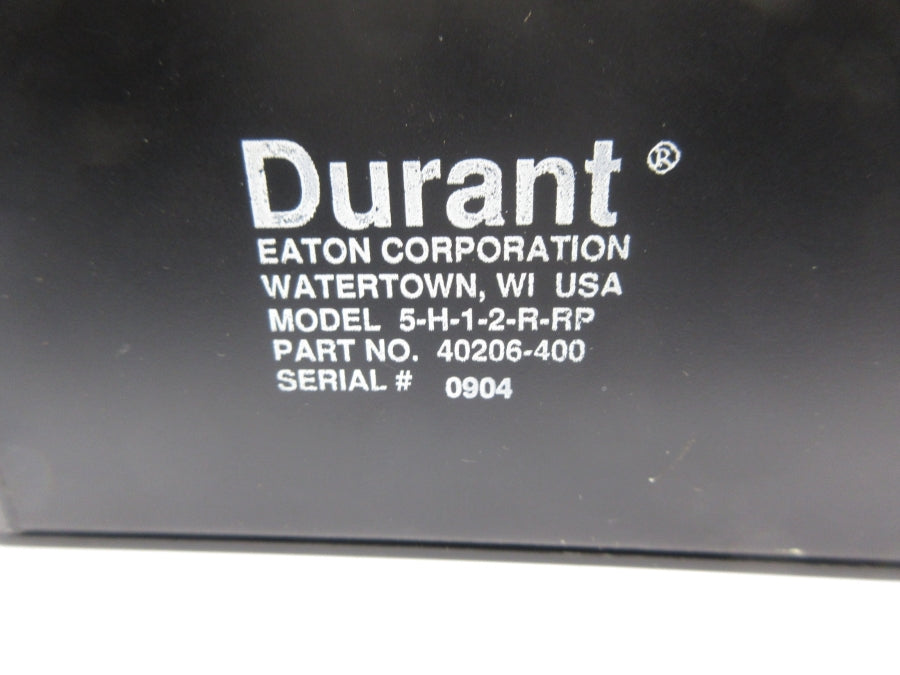 Durant ®
EATON CORPORATION
WATERTOWN, WI USA
MODEL 5-H-1-2-R-RP
PART NO. 40206-400
SERIAL # 0904